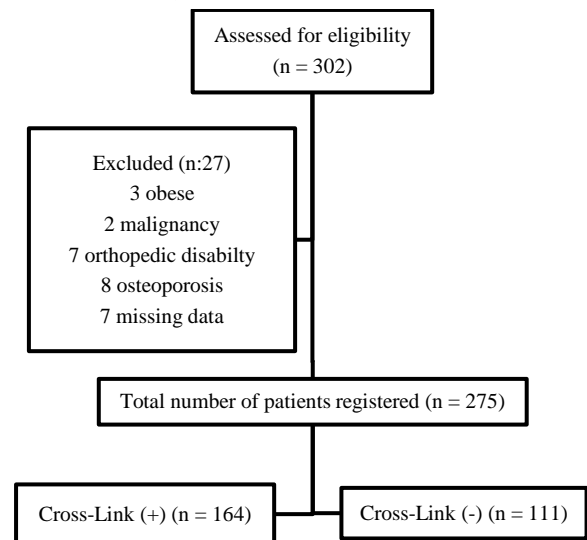 Assessed for eligibility
(n = 302)
Excluded (n:27)
3 obese
2 malignancy
7 orthopedic disabilty
8 osteoporosis
7 missing data
Total number of patients registered (n = 275)
Cross-Link (+) (n = 164)
Cross-Link (-) (n = 111)